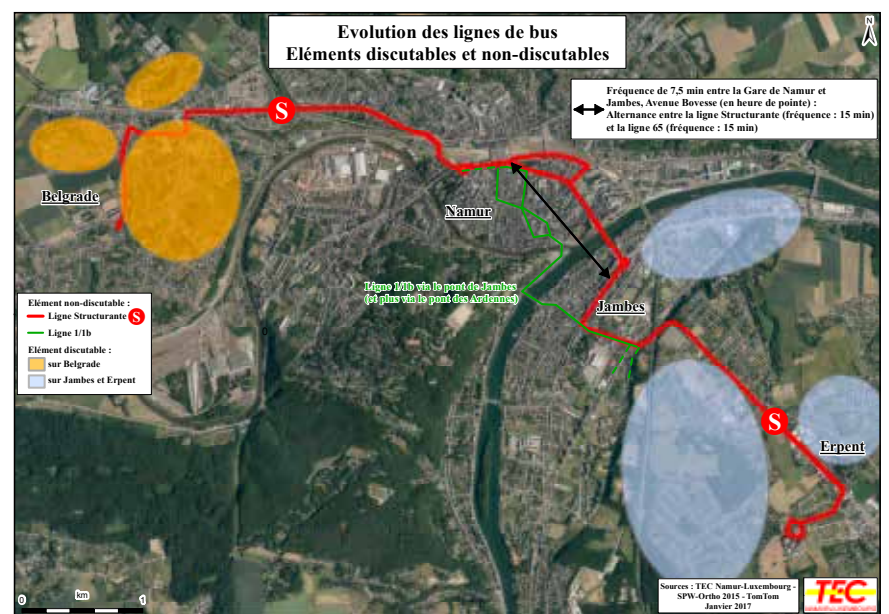 Evolution des lignes de bus
Eléments discutables et non-discutables
N
Fréquence de 7,5 min entre la Gare de Namur et
Jambes, Avenue Bovesse (en heure de pointe) :
Alternance entre la ligne Structurante (fréquence : 15 min)
et la ligne 65 (fréquence : 15 min)
S
Belgrade
Namur
Ligne 1/1b via le pont de Jambes
(et plus via le pont des Ardennes)
Jambes
Elément non-discutable :
Ligne Structurante S
Ligne 1/1b
Elément discutable :
sur Belgrade
sur Jambes et Erpent
S
Erpent
km
0 1
Sources : TEC Namur-Luxembourg -
SPW-Ortho 2015 - TomTom
Janvier 2017
TEC
NAMUR-LUXEMBOURG